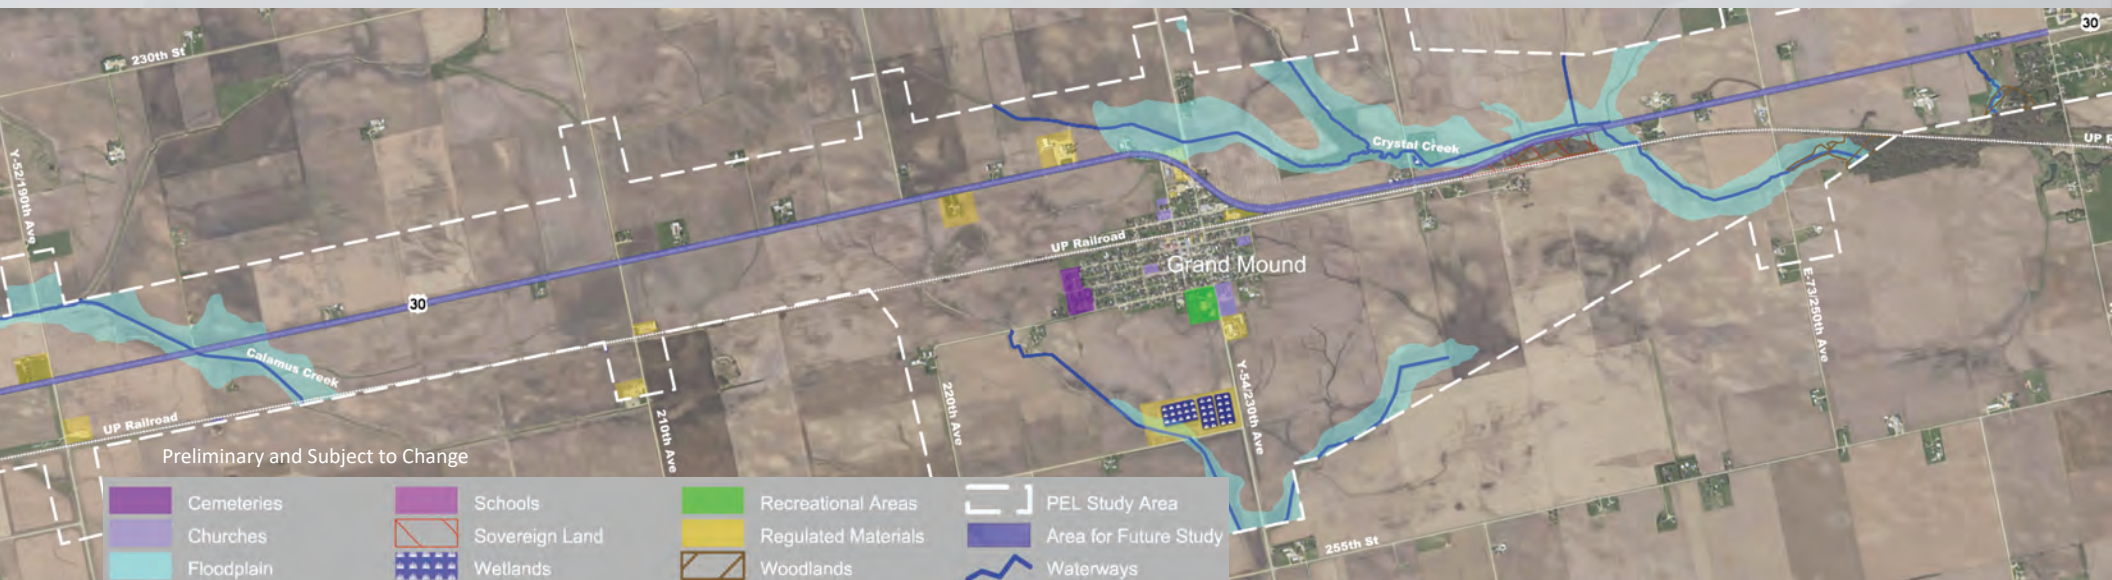 30
230th St
Y-52/190th Ave
Crystal Creek
UP R
UP Railroad
Grand Mound
30
E-73/250th Ave
Calamus Creek
UP Railroad
210th Ave
220th Ave
Y-54/230th Ave
255th St
Preliminary and Subject to Change
Cemeteries
Schools
Recreational Areas
PEL Study Area
Churches
Sovereign Land
Regulated Materials
Area for Future Study
Floodplain
Wetlands
Woodlands
Waterways